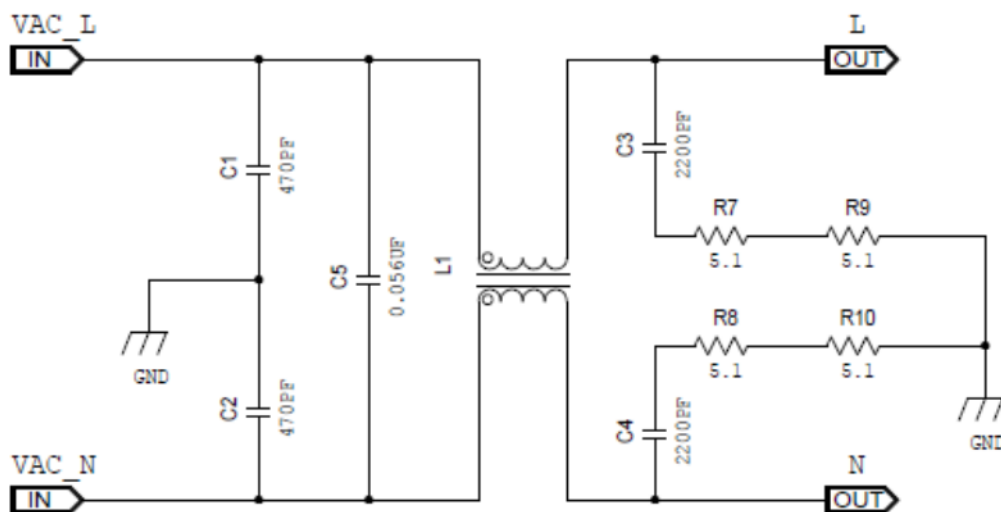 VAC_L
IN
L
OUT
C1
470PF
C5
0.056UF
L1
C3
2200PF
R7
5.1
R9
5.1
GND
C2
470PF
R8
5.1
R10
5.1
C4
2200PF
GND
VAC_N
IN
N
OUT